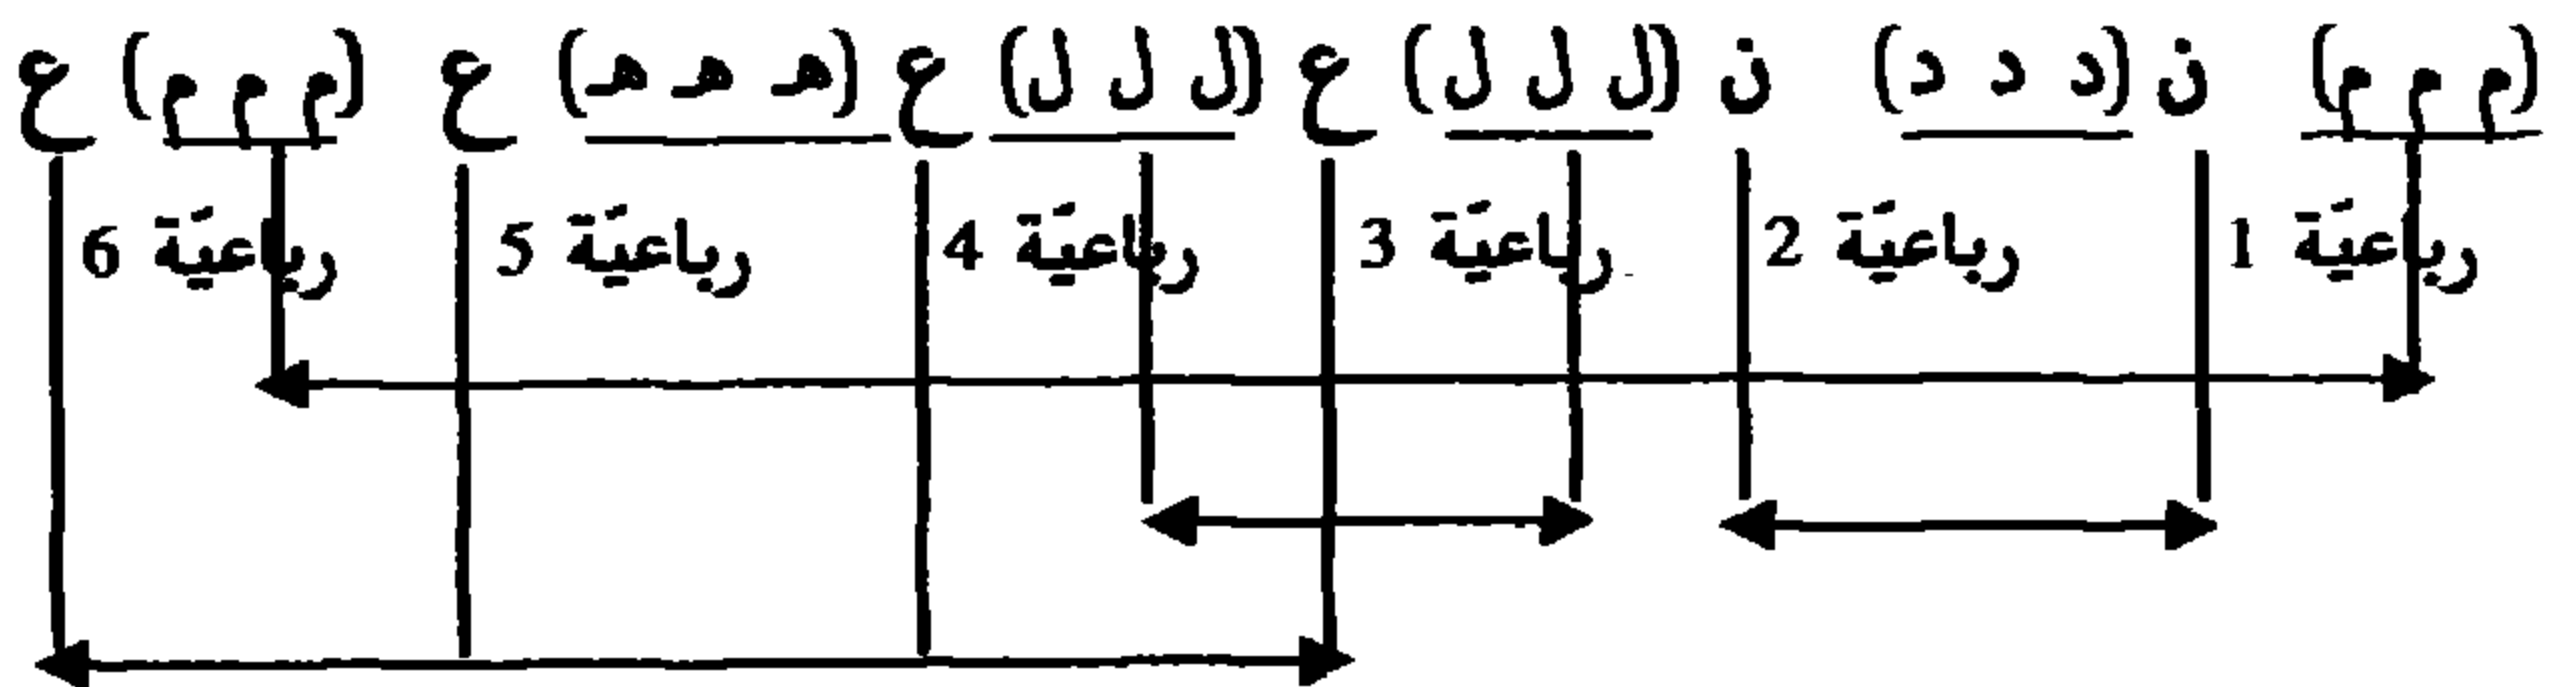 (م م م) ن (د د د) ن (ل ل ل) ع (ل ل ل) ع (هـ هـ هـ) ع (م م م) ع
رباعيّة 1 رباعيّة 2 رباعيّة 3 رباعيّة 4 رباعيّة 5 رباعيّة 6